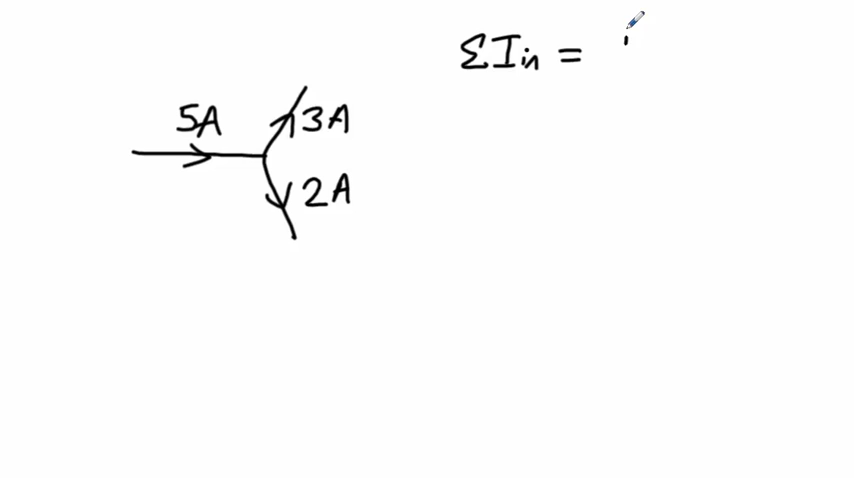 ΣIin =
5A
3A
2A